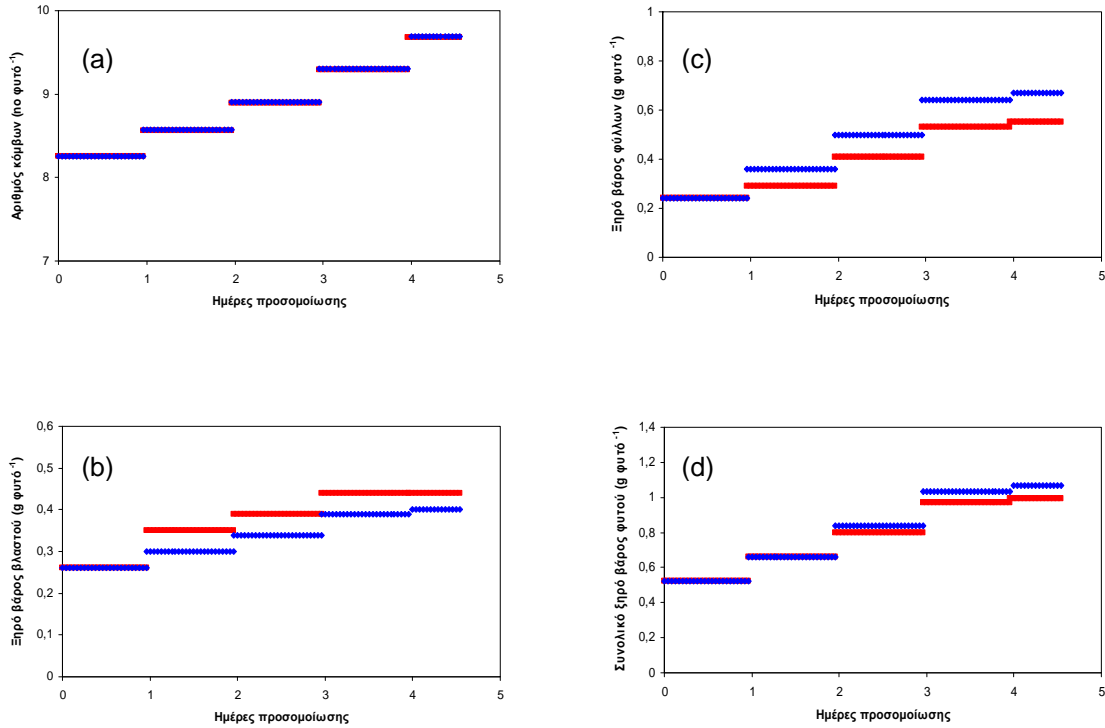 (a)
Αριθμός κόμβων (no φυτό -1)
10
9
8
7
0 1 2 3 4 5
Ημέρες προσομοίωσης
(c)
Ξηρό βάρος φύλλων (g φυτό -1)
1
0,8
0,6
0,4
0,2
0
0 1 2 3 4 5
Ημέρες προσομοίωσης
(b)
Ξηρό βάρος βλαστού (g φυτό -1)
0,6
0,5
0,4
0,3
0,2
0,1
0
0 1 2 3 4 5
Ημέρες προσομοίωσης
(d)
Συνολικό ξηρό βάρος φυτού (g φυτό -1)
1,4
1,2
1
0,8
0,6
0,4
0,2
0
0 1 2 3 4 5
Ημέρες προσομοίωσης